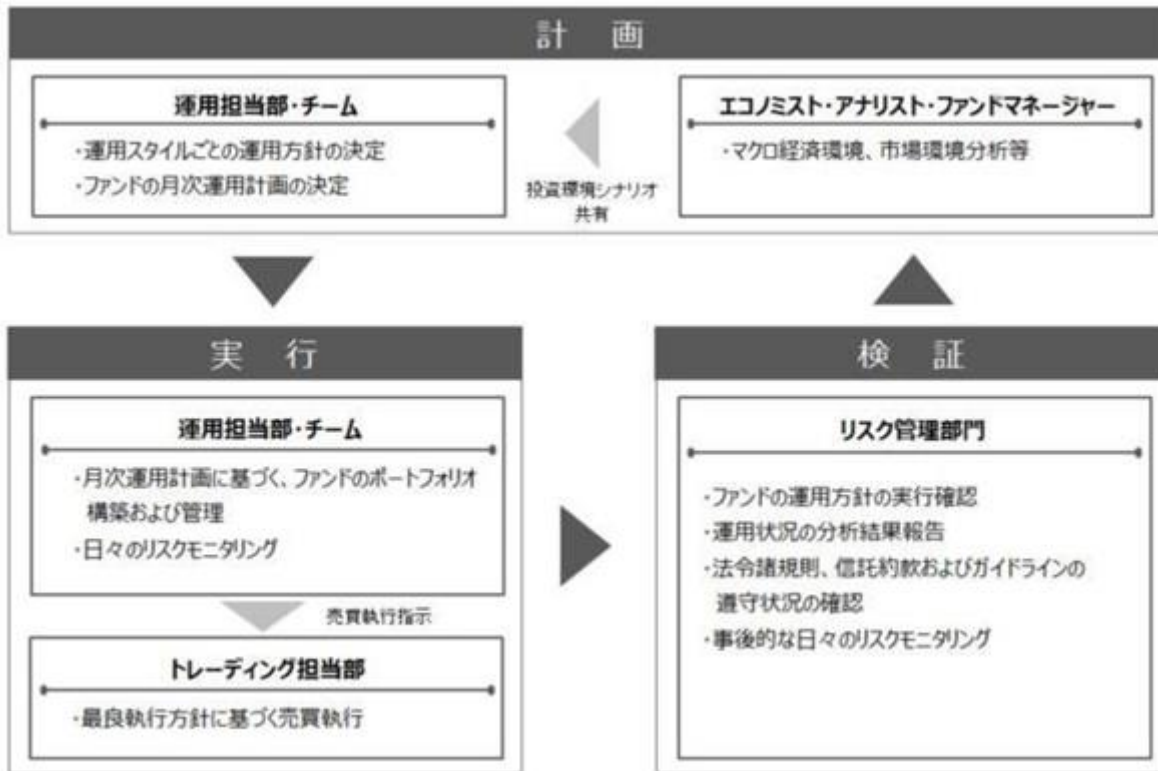 計 画
運用担当部・チーム
・運用スタイルごとの運用方針の決定
・ファンドの月次運用計画の決定
投資環境シナリオ
共有
エコノミスト・アナリスト・ファンドマネージャー
・マクロ経済環境、市場環境分析等
実 行
運用担当部・チーム
・月次運用計画に基づく、ファンドのポートフォリオ
構築および管理
・日々のリスクモニタリング
売買執行指示
トレーディング担当部
・最良執行方針に基づく売買執行
検 証
リスク管理部門
・ファンドの運用方針の実行確認
・運用状況の分析結果報告
・法令諸規則、信託約款およびガイドラインの
遵守状況の確認
・事後的な日々のリスクモニタリング